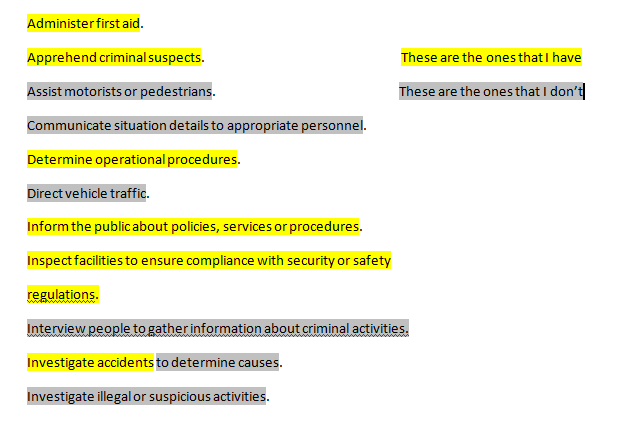 Administer first aid.
Apprehend criminal suspects. These are the ones that I have
Assist motorists or pedestrians. These are the ones that I don't
Communicate situation details to appropriate personnel.
Determine operational procedures.
Direct vehicle traffic.
Inform the public about policies, services or procedures.
Inspect facilities to ensure compliance with security or safety
regulations.
Interview people to gather information about criminal activities.
Investigate accidents to determine causes.
Investigate illegal or suspicious activities.